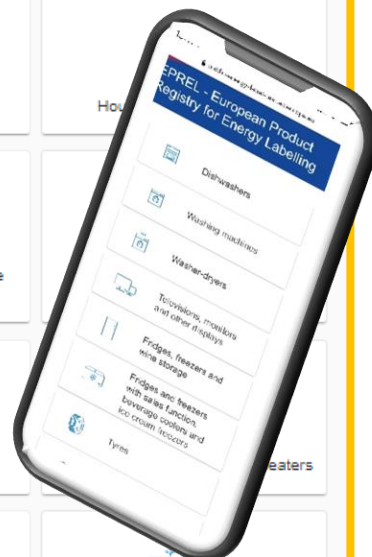 Hou
EPREL - European Product
Registry for Energy Labelling
Dishwashers
Washing machines
Washer-dryers
Televisions, monitors
and other displays
Fridges, freezers and
wine storage
Fridges and freezers
with sales function,
beverage coolers and
ice cream freezers
Tyres
e
eaters